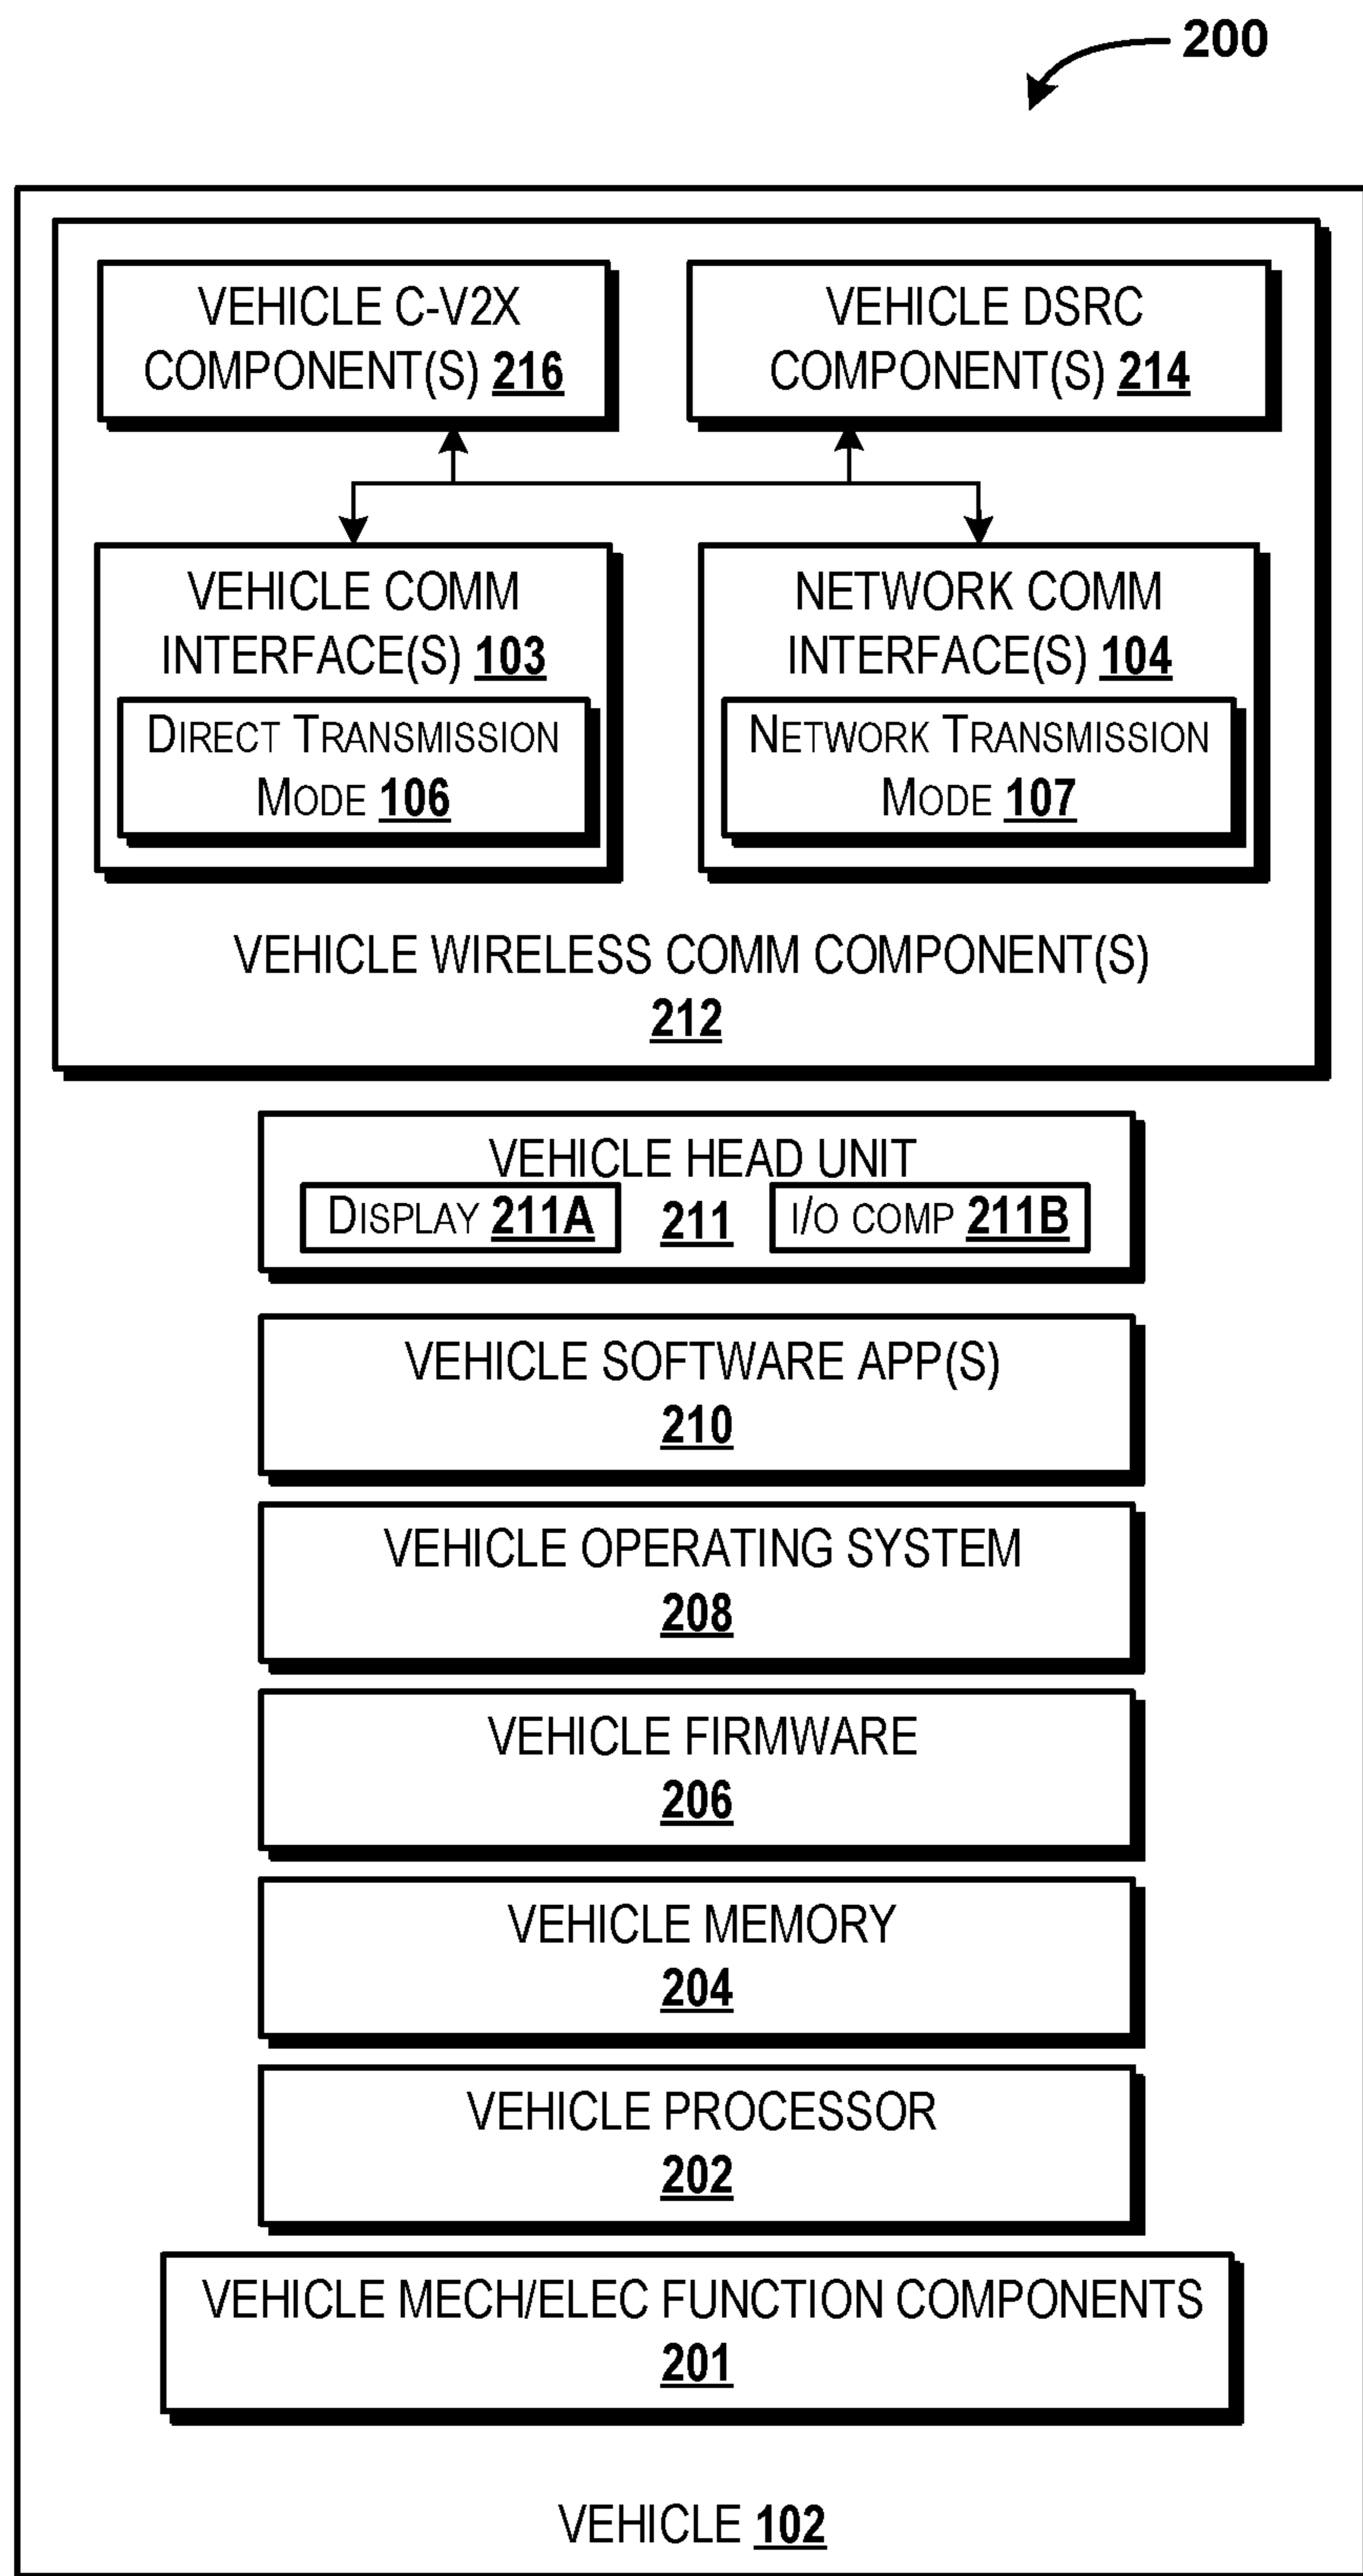 200
VEHICLE C-V2X
COMPONENT(S) 216
VEHICLE DSRC
COMPONENT(S) 214
VEHICLE COMM
INTERFACE(S) 103
DIRECT TRANSMISSION
MODE 106
NETWORK COMM
INTERFACE(S) 104
NETWORK TRANSMISSION
MODE 107
VEHICLE WIRELESS COMM COMPONENT(S)
212
VEHICLE HEAD UNIT
DISPLAY 211A 211 I/O COMP 211B
VEHICLE SOFTWARE APP(S)
210
VEHICLE OPERATING SYSTEM
208
VEHICLE FIRMWARE
206
VEHICLE MEMORY
204
VEHICLE PROCESSOR
202
VEHICLE MECH/ELEC FUNCTION COMPONENTS
201
VEHICLE 102